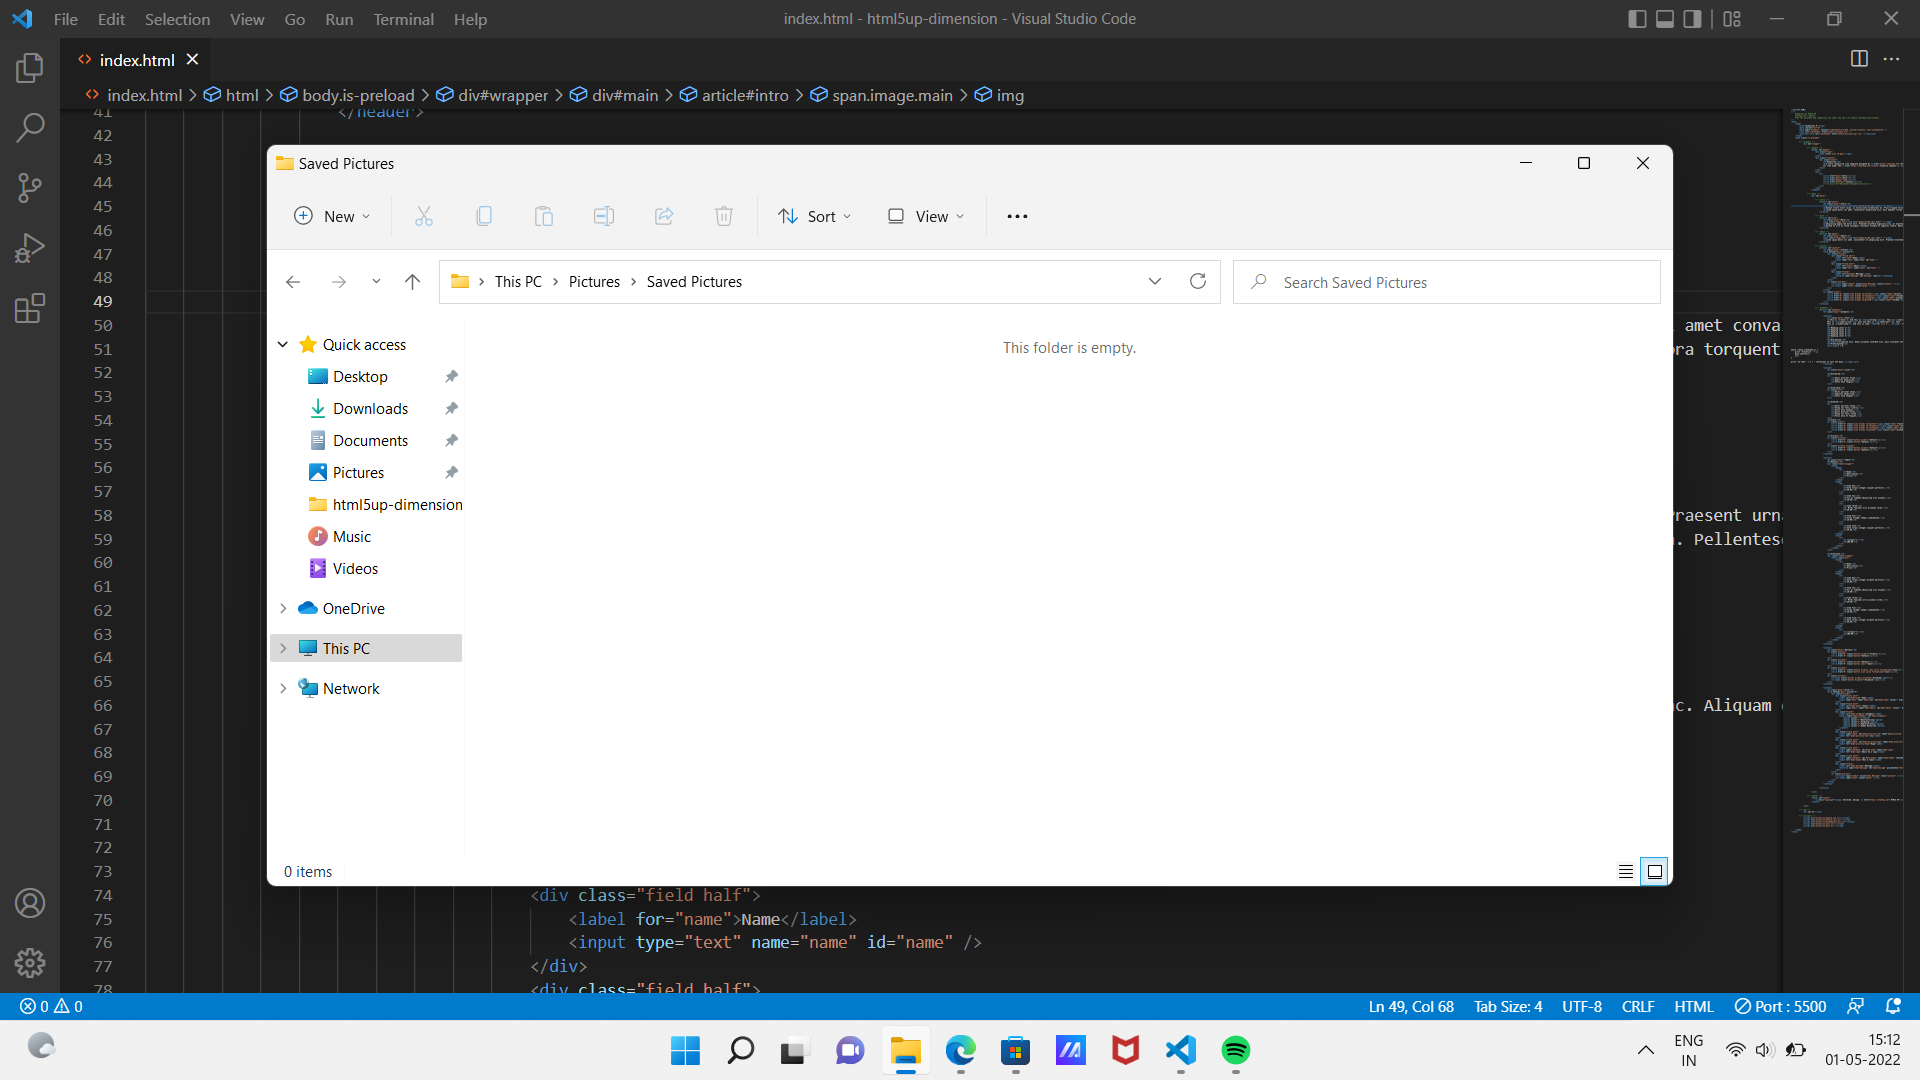 File Edit Selection View Go Run Terminal Help
index.html - html5up-dimension - Visual Studio Code
index.html
index.html html body.is-preload div#wrapper div#main article#intro span.image.main img
41 </header>
42
43
44
45
46
47
48
49
50 amet conva
51 ora torquent
52
53
54
55
56
57
58 Praesent urna
59 . Pellentes
60
61
62
63
64
65
66 c. Aliquam
67
68
69
70
71
72
73
74 <div class="field half">
75 <label for="name">Name</label>
76 <input type="text" name="name" id="name" />
77 </div>
78 <div class="field half">
Saved Pictures
New Sort View
This PC Pictures Saved Pictures
Search Saved Pictures
Quick access
Desktop
Downloads
Documents
Pictures
html5up-dimension
Music
Videos
OneDrive
This PC
Network
This folder is empty.
0 items
0 0
Ln 49, Col 68 Tab Size: 4 UTF-8 CRLF HTML Port : 5500
ENG
IN
15:12
01-05-2022